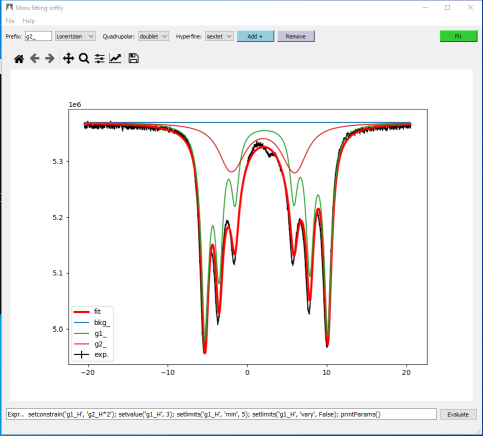 Moss fitting softly
File Help
Prefix: g2_ Lorentzian Quadrupolar: doublet Hyperfine: sextet Add + Remove Fit
1e6
5.3
5.2
5.1
5.0
fit
bkg_
g1_
g2_
exp.
−20 −10 0 10 20
Expr.. setconstrain('g1_H', 'g2_H*2'); setvalue('g1_H', 3); setlimits('g1_H', 'min', 5); setlimits('g1_H', 'vary', False); printParams() Evaluate